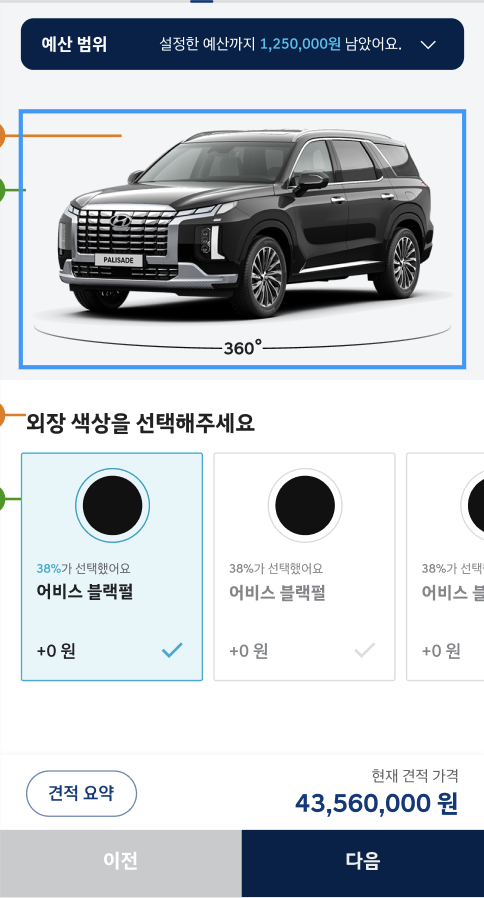 예산 범위
설정한 예산까지 1,250,000원 남았어요.
PALISADE
360°
외장 색상을 선택해주세요
38%가 선택했어요
어비스 블랙펄
+0 원
38%가 선택했어요
어비스 블랙펄
+0 원
38%가 선택
어비스 블
+0 원
견적 요약
현재 견적 가격
43,560,000 원
이전
다음